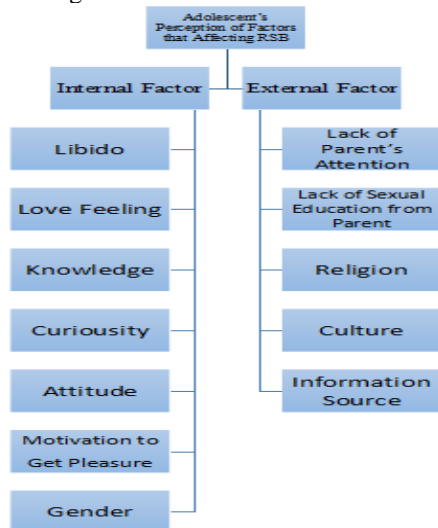 Adolescent's
Perception of Factors
that Affecting RSB
Internal Factor
External Factor
Libido
Love Feeling
Knowledge
Curiousity
Attitude
Motivation to
Get Pleasure
Gender
Lack of
Parent's
Attention
Lack of Sexual
Education from
Parent
Religion
Culture
Information
Source